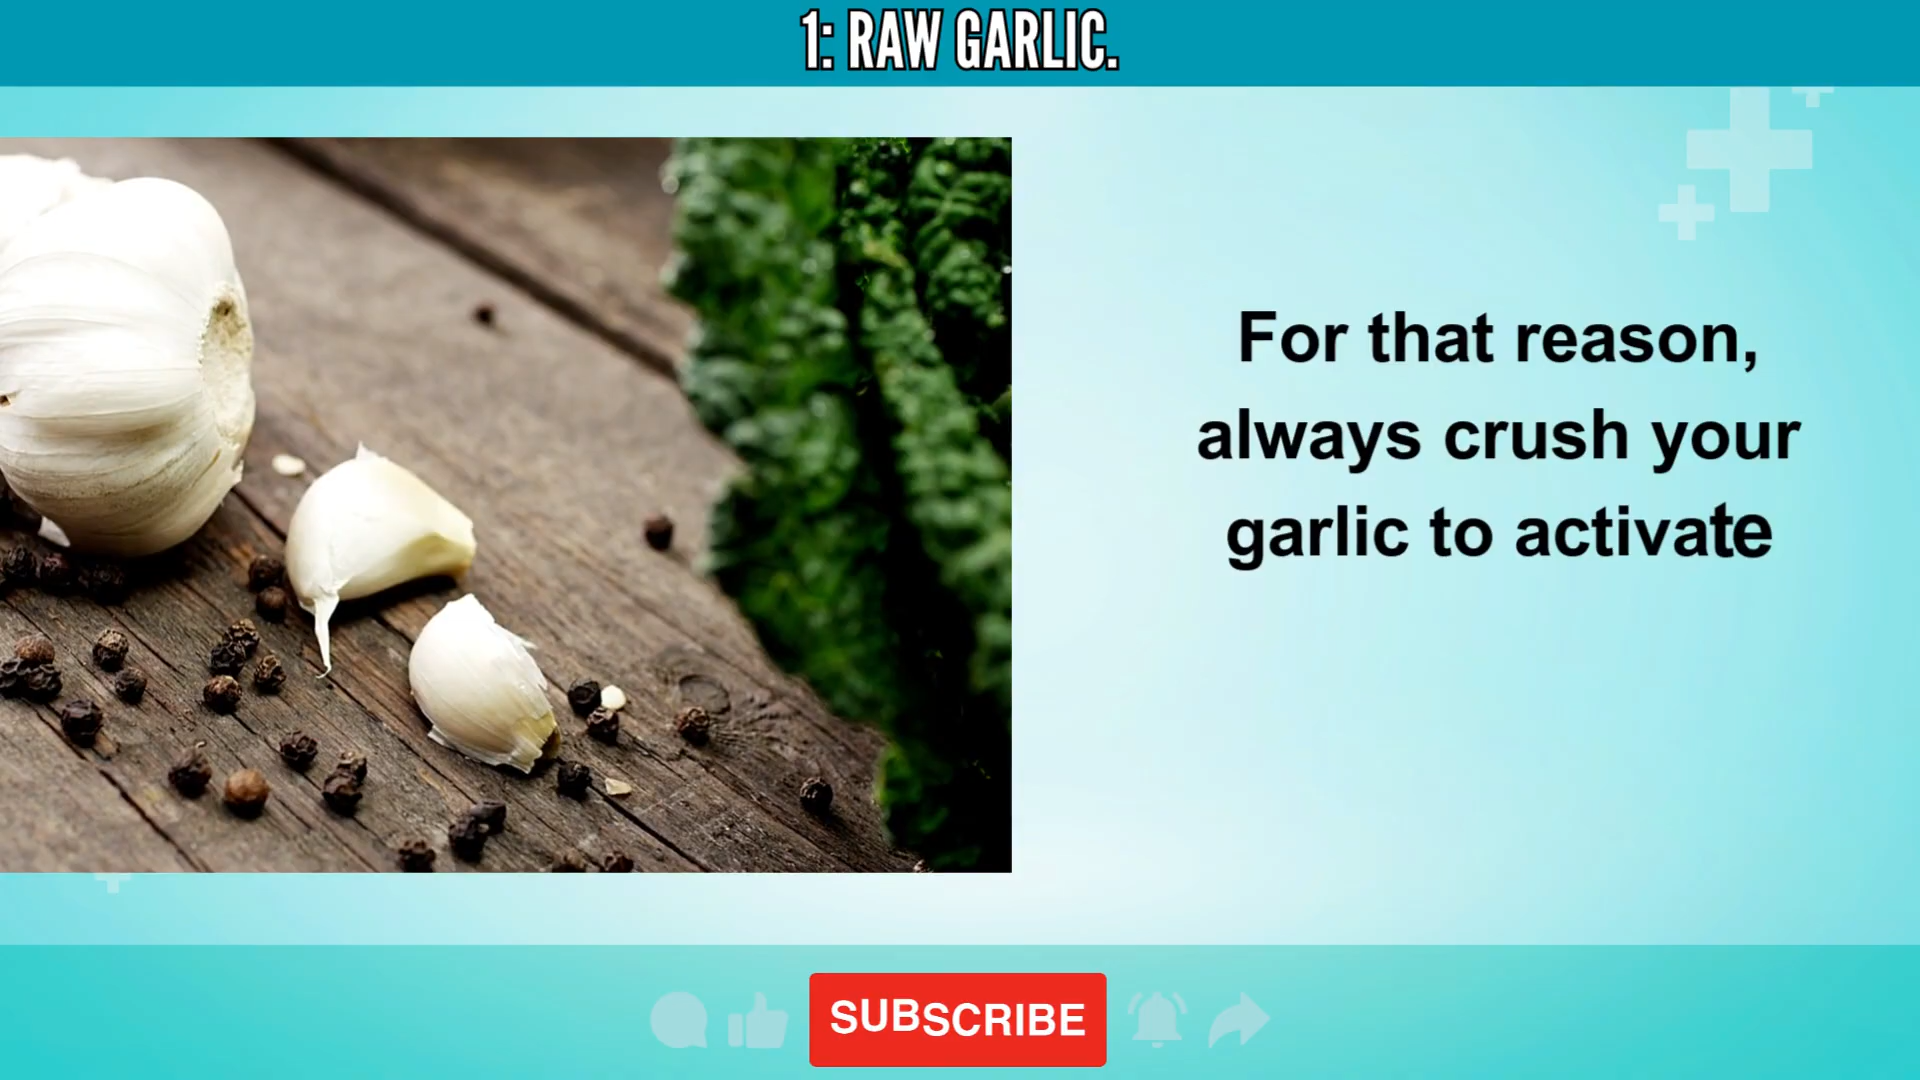 1: RAW GARLIC.
For that reason,
always crush your
garlic to activate
SUBSCRIBE